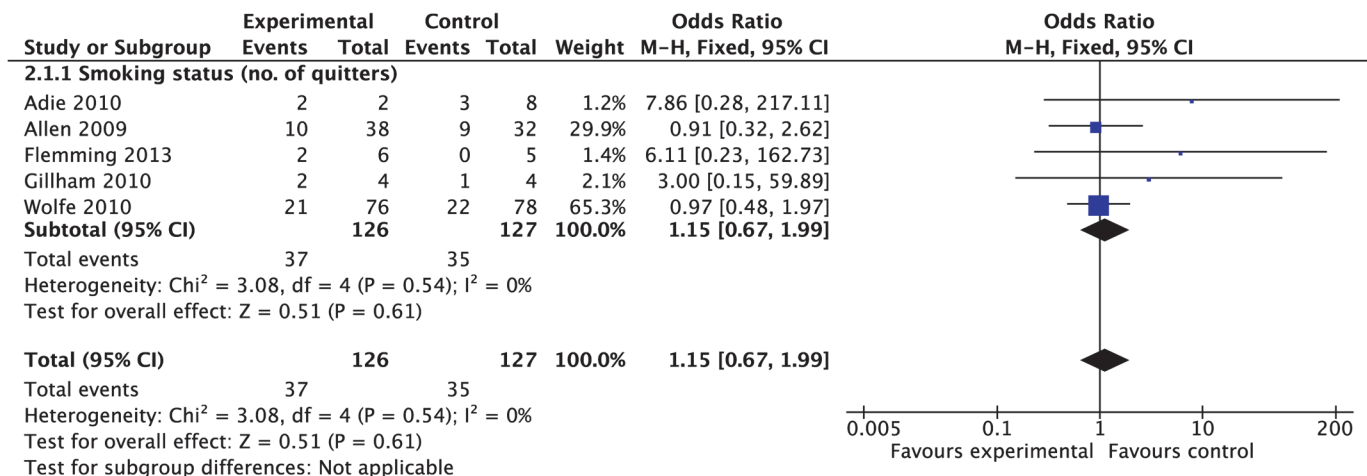 Experimental Control Odds Ratio Odds Ratio
Study or Subgroup Events Total Events Total Weight M-H, Fixed, 95% CI M-H, Fixed, 95% CI
2.1.1 Smoking status (no. of quitters)
Adie 2010 2 2 3 8 1.2% 7.86 [0.28, 217.11]
Allen 2009 10 38 9 32 29.9% 0.91 [0.32, 2.62]
Flemming 2013 2 6 0 5 1.4% 6.11 [0.23, 162.73]
Gillham 2010 2 4 1 4 2.1% 3.00 [0.15, 59.89]
Wolfe 2010 21 76 22 78 65.3% 0.97 [0.48, 1.97]
Subtotal (95% CI) 126 127 100.0% 1.15 [0.67, 1.99]
Total events 37 35
Heterogeneity: Chi² = 3.08, df = 4 (P = 0.54); I² = 0%
Test for overall effect: Z = 0.51 (P = 0.61)
Total (95% CI) 126 127 100.0% 1.15 [0.67, 1.99]
Total events 37 35
Heterogeneity: Chi² = 3.08, df = 4 (P = 0.54); I² = 0%
Test for overall effect: Z = 0.51 (P = 0.61)
Test for subgroup differences: Not applicable
0.005 0.1 1 10 200
Favours experimental Favours control